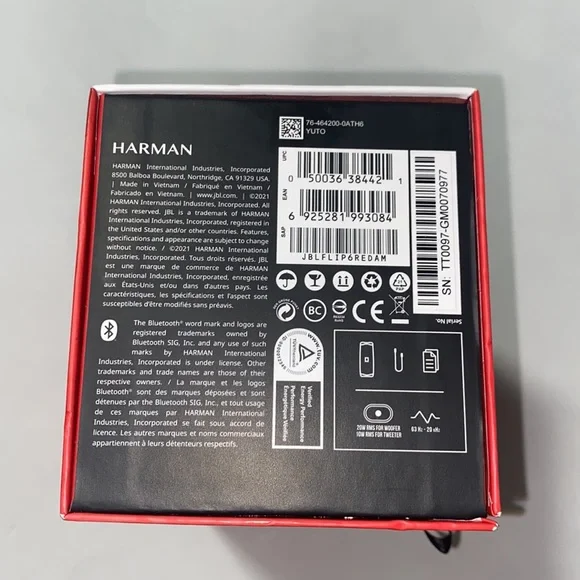 76-464200-0ATH6
YUTO
HARMAN
HARMAN International Industries, Incorporated
8500 Balboa Boulevard, Northridge, CA 91329 USA.
| Made in Vietnam / Fabriqué en Vietnam /
Fabricado en Vietnam | www.jbl.com | ©2021
HARMAN International Industries, Incorporated. All
rights reserved. JBL is a trademark of HARMAN
International Industries, Incorporated, registered in
the United States and/or other countries. Features,
specifications and appearance are subject to change
without notice. / ©2021 HARMAN International
Industries, Incorporated. Tous droits réservés. JBL
est une marque de commerce de HARMAN
International Industries, Incorporated, enregistrée
aux États-Unis et/ou dans d'autres pays. Les
caractéristiques, les spécifications et l'aspect sont
susceptibles d'être modifiés sans préavis.
The Bluetooth® word mark and logos are
registered trademarks owned by
Bluetooth SIG, Inc. and any use of such
marks by HARMAN International
Industries, Incorporated is under license. Other
trademarks and trade names are those of their
respective owners. / La marque et les logos
Bluetooth® sont des marques déposées et sont
détenues par Bluetooth SIG, Inc., et tout usage
de ces marques par HARMAN International
Industries, Incorporated se fait sous accord de
licence. Les autres marques et noms commerciaux
appartiennent à leurs détenteurs respectifs.
UPC
0 50036 38442 1
EAN
6 925281 993084
SAP
JBLFLIP6REDAM
SN: TT0097-GM0070977
Serial No.
BC
CE
www.tuv.com
Verified
Energy Performance
Performance
Energétique Vérifiée
20W RMS FOR WOOFER
10W RMS FOR TWEETER
63 Hz - 20 kHz